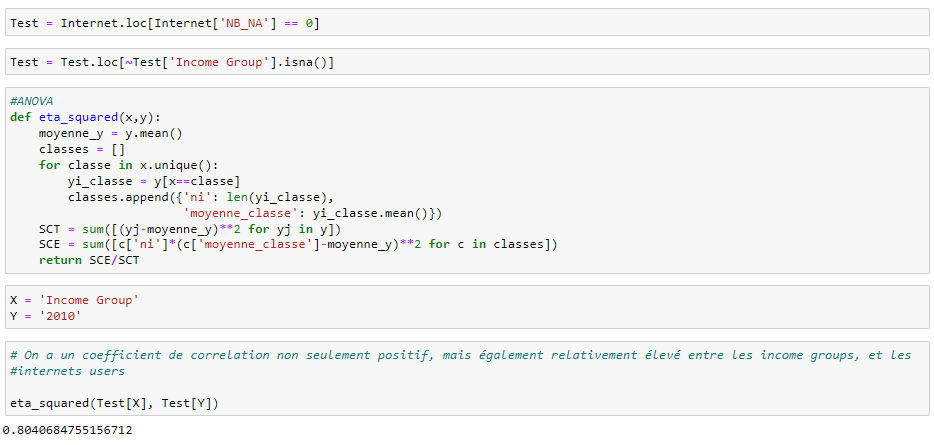 Test = Internet.loc[Internet['NB_NA'] == 0]
Test = Test.loc[~Test['Income Group'].isna()]
#ANOVA
def eta_squared(x,y):
    moyenne_y = y.mean()
    classes = []
    for classe in x.unique():
        yi_classe = y[x==classe]
        classes.append({'ni': len(yi_classe),
                        'moyenne_classe': yi_classe.mean()})
    SCT = sum([(yj-moyenne_y)**2 for yj in y])
    SCE = sum([c['ni']*(c['moyenne_classe']-moyenne_y)**2 for c in classes])
    return SCE/SCT
X = 'Income Group'
Y = '2010'
# On a un coefficient de correlation non seulement positif, mais également relativement élevé entre les income groups, et les
#internets users
eta_squared(Test[X], Test[Y])
0.8040684755156712